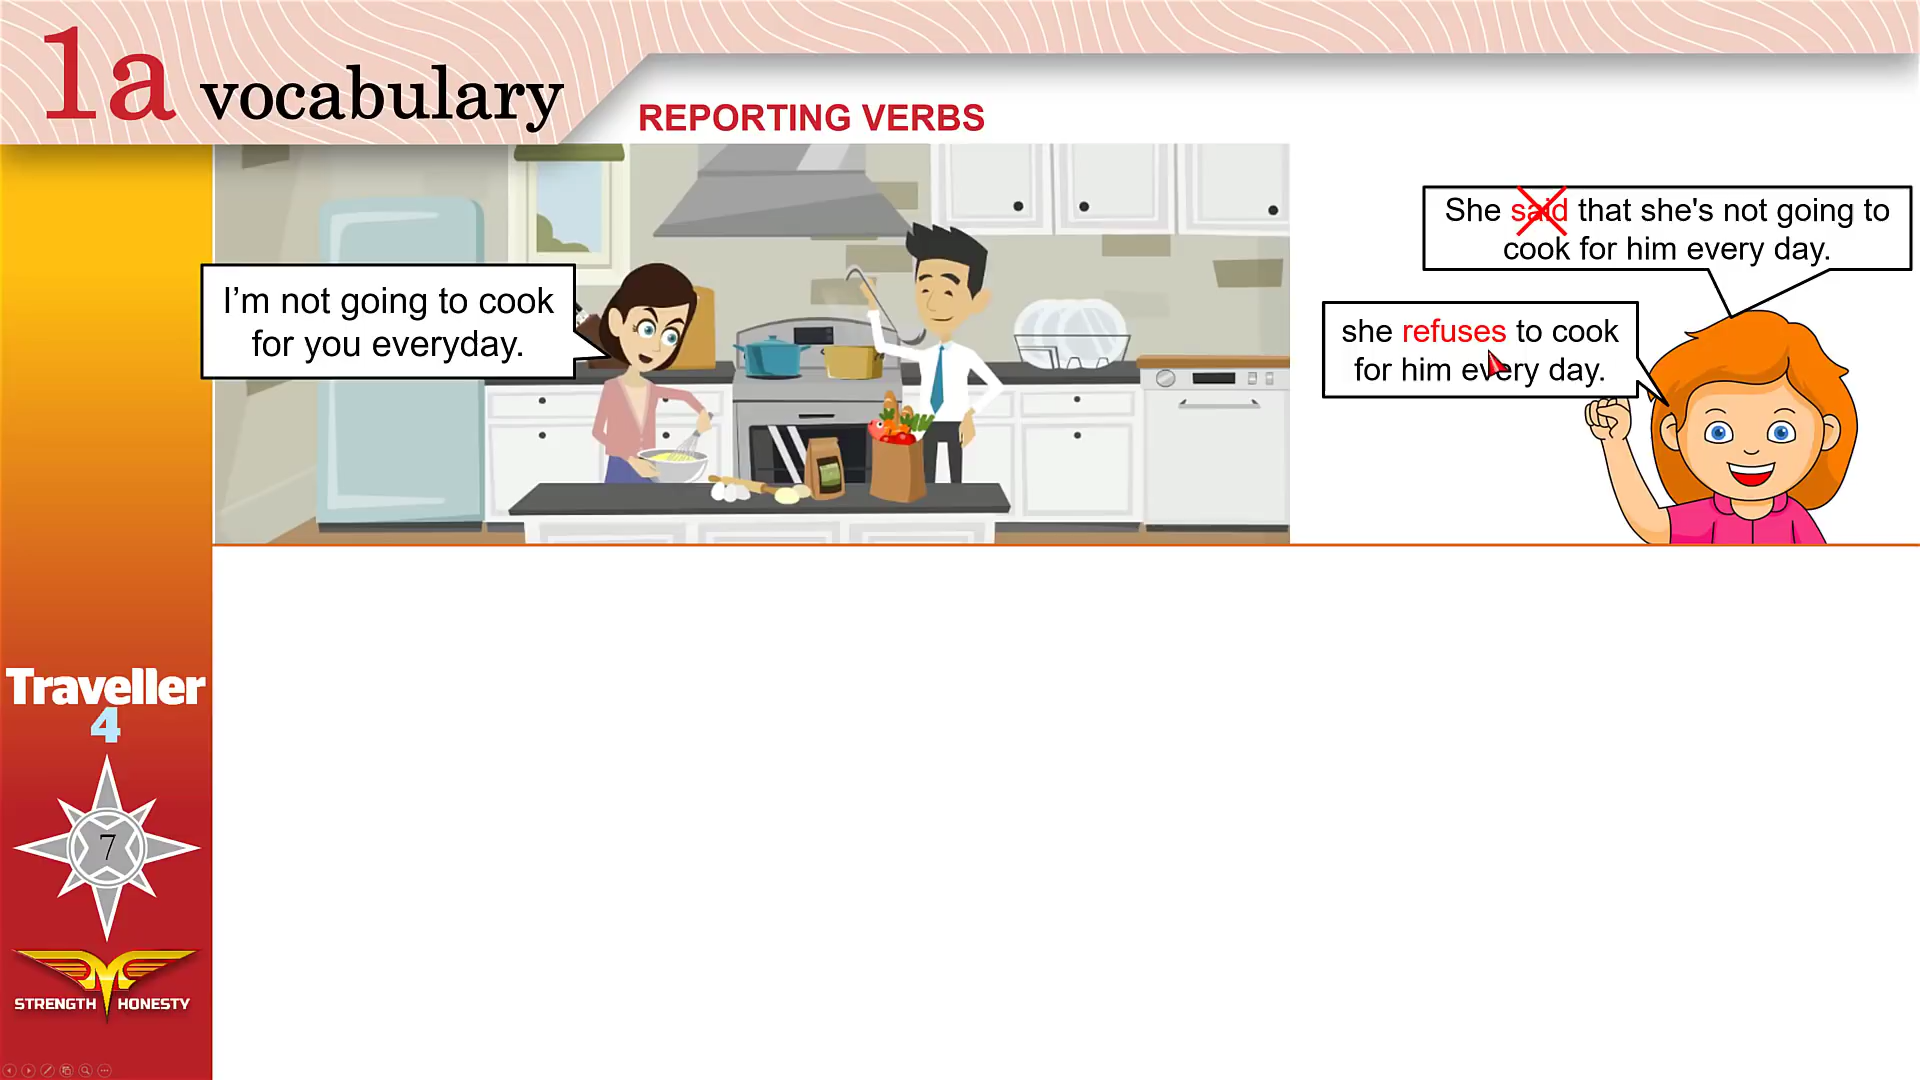 1a vocabulary
REPORTING VERBS
I’m not going to cook
for you everyday.
She said that she's not going to
cook for him every day.
she refuses to cook
for him every day.
Traveller
4
7
STRENGTH HONESTY